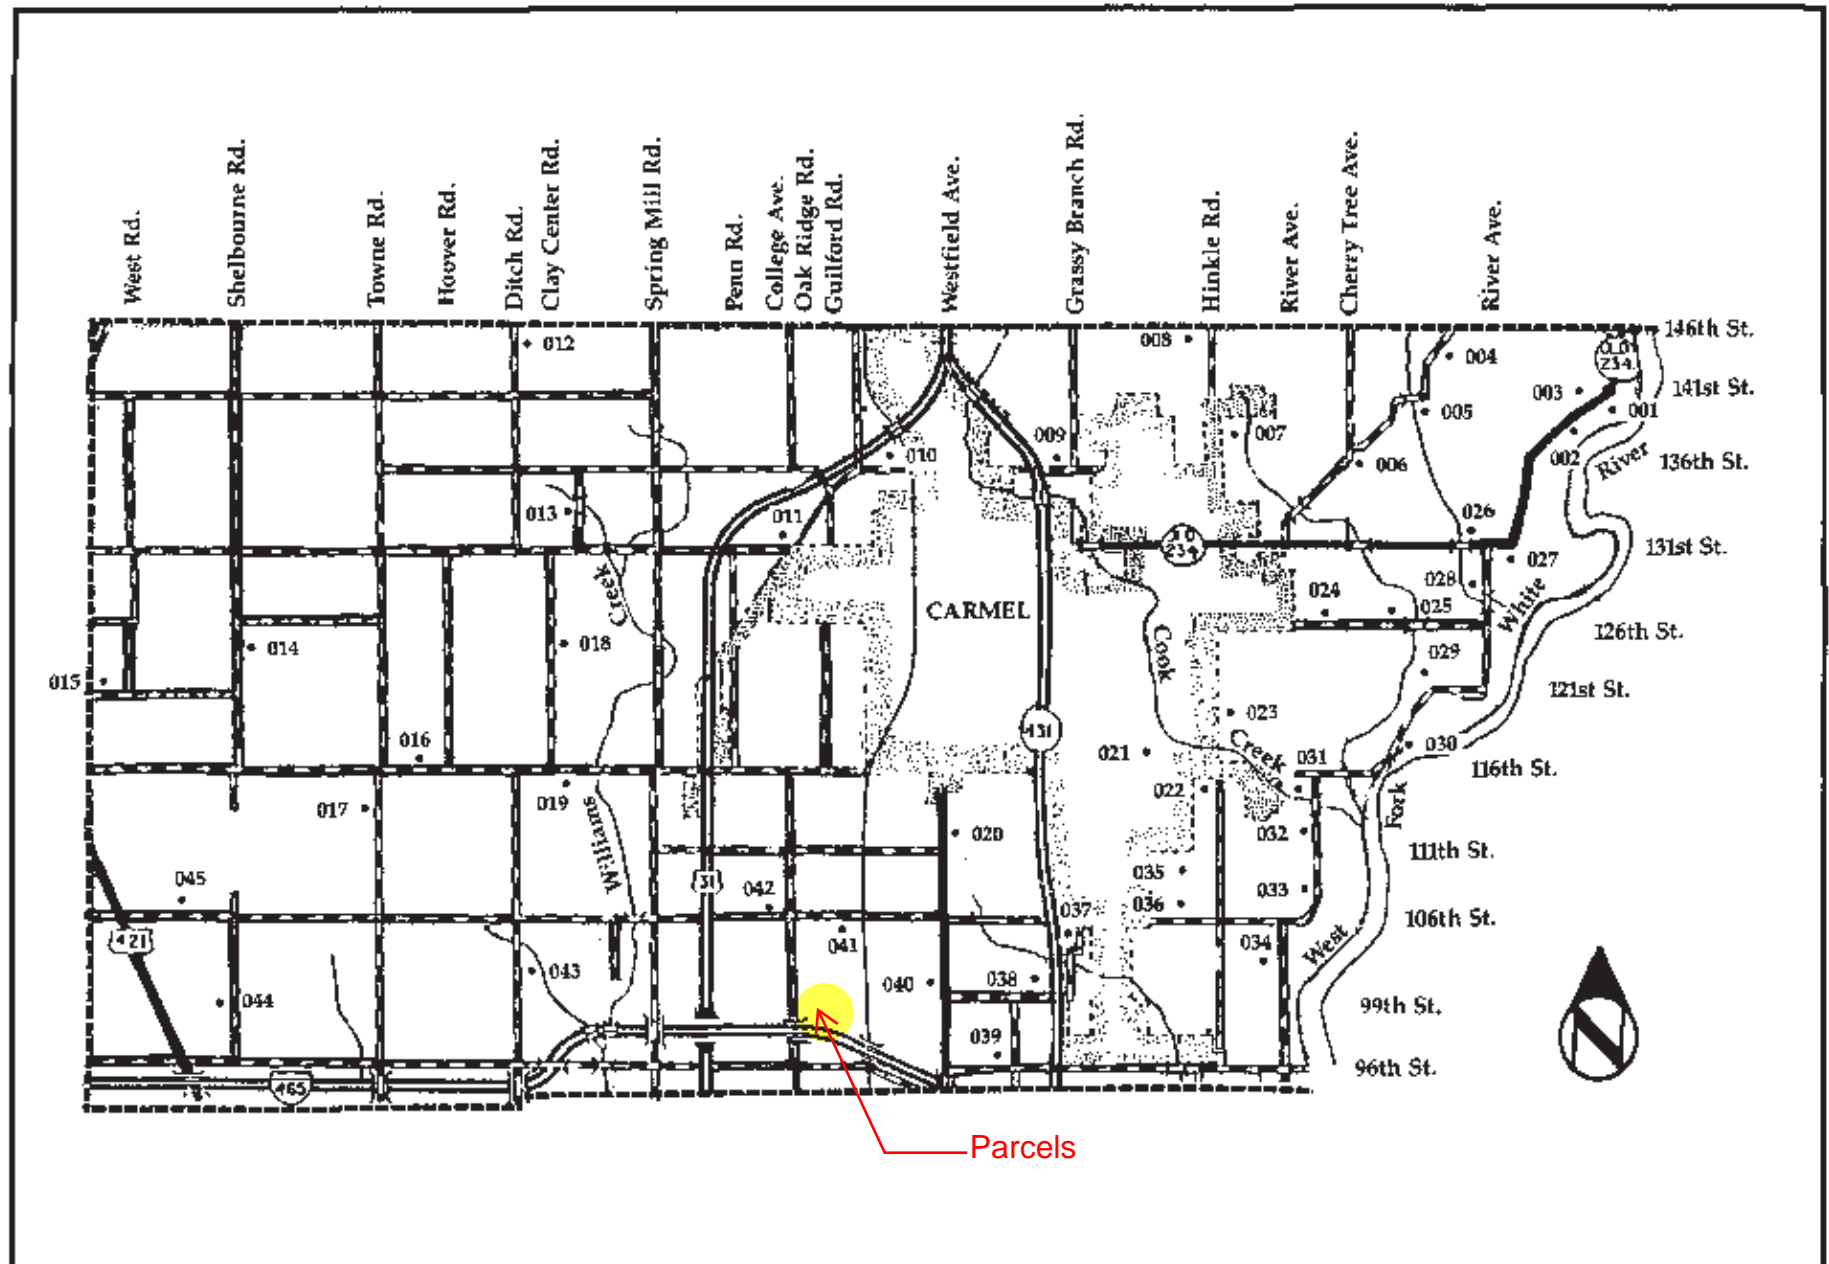 West Rd.
Shelbourne Rd.
Towne Rd.
Hoover Rd.
Ditch Rd.
Clay Center Rd.
Spring Mill Rd.
Penn Rd.
College Ave.
Oak Ridge Rd.
Guilford Rd.
Westfield Ave.
Grassy Branch Rd.
Hinkle Rd.
River Ave.
Cherry Tree Ave.
River Ave.
146th St.
012
008
004
OLD
234
141st St.
003
001
005
009
007
002
River
136th St.
010
006
013
011
026
OLD
234
131st St.
027
Creek
028
White
024
025
CARMEL
126th St.
014
018
Cook
029
015
121st St.
023
431
016
021
Creek
031
030
116th St.
017
019
022
Fork
Williams
020
032
111th St.
045
31
042
035
033
036
037
106th St.
421
041
034
West
043
044
040
038
99th St.
039
96th St.
465
Parcels